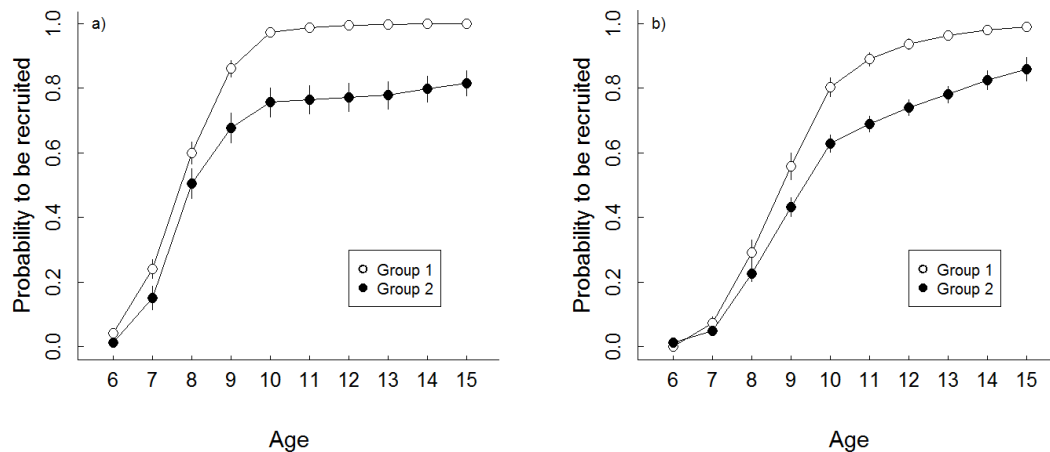 a)
Probability to be recruited
1.0
0.8
0.6
0.4
0.2
0.0
Group 1
Group 2
6 7 8 9 10 11 12 13 14 15
Age
b)
Probability to be recruited
1.0
0.8
0.6
0.4
0.2
0.0
Group 1
Group 2
6 7 8 9 10 11 12 13 14 15
Age